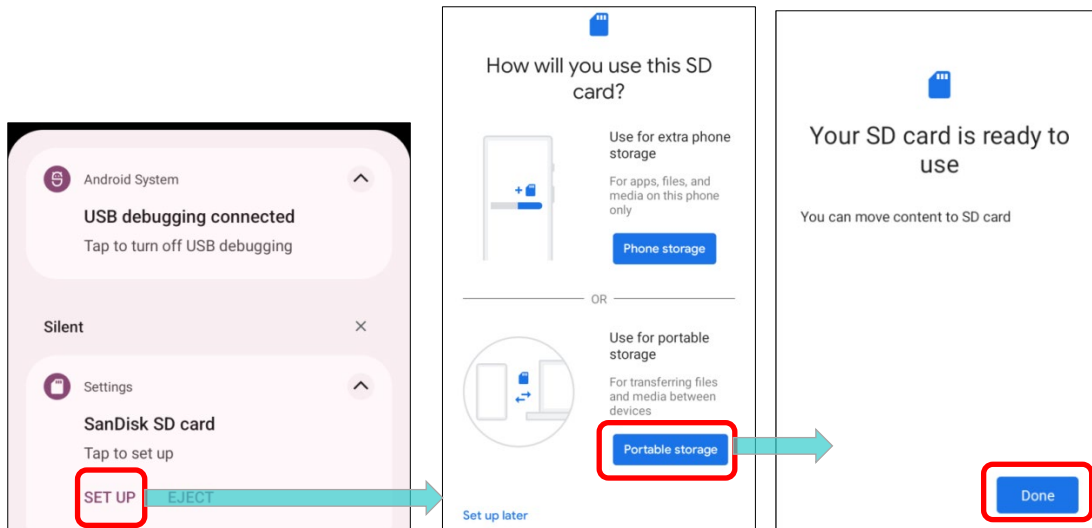 Android System
USB debugging connected
Tap to turn off USB debugging
Silent
Settings
SanDisk SD card
Tap to set up
SET UP EJECT
How will you use this SD
card?
Use for extra phone
storage
For apps, files, and
media on this phone
only
Phone storage
OR
Use for portable
storage
For transferring files
and media between
devices
Portable storage
Set up later
Your SD card is ready to
use
You can move content to SD card
Done